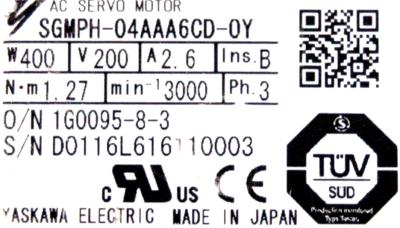 AC SERVO MOTOR
SGMPH-04AAA6CD-0Y
W 400 V 200 A 2.6 Ins. B
N·m 1.27 min⁻¹ 3000 Ph. 3
O/N 1G0095-8-3
S/N D0116L616110003
C UR US CE
TÜV
SÜD
YASKAWA ELECTRIC MADE IN JAPAN